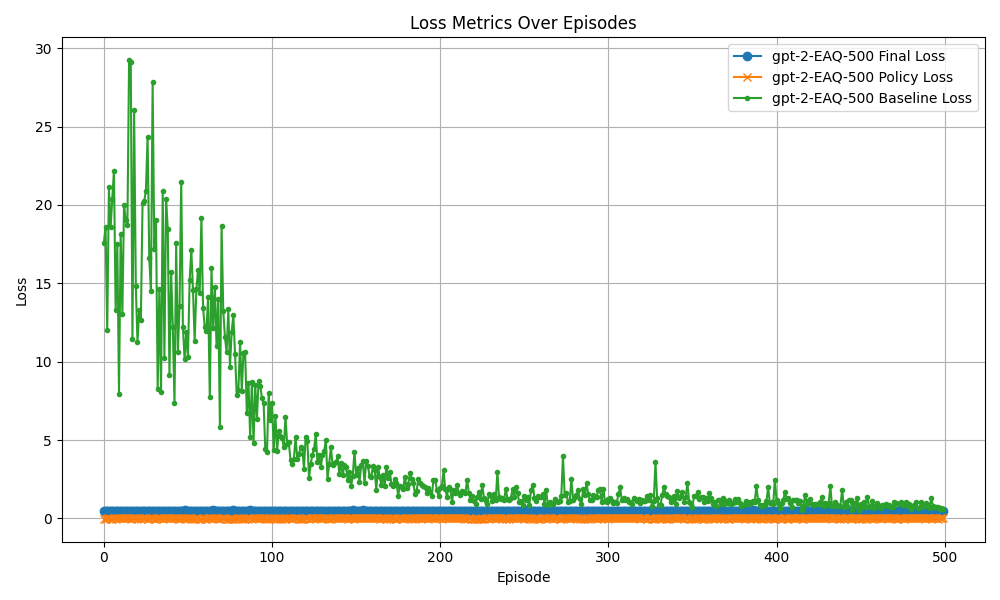 Loss Metrics Over Episodes
gpt-2-EAQ-500 Final Loss
gpt-2-EAQ-500 Policy Loss
gpt-2-EAQ-500 Baseline Loss
30
25
20
15
10
5
0
Loss
0 100 200 300 400 500
Episode